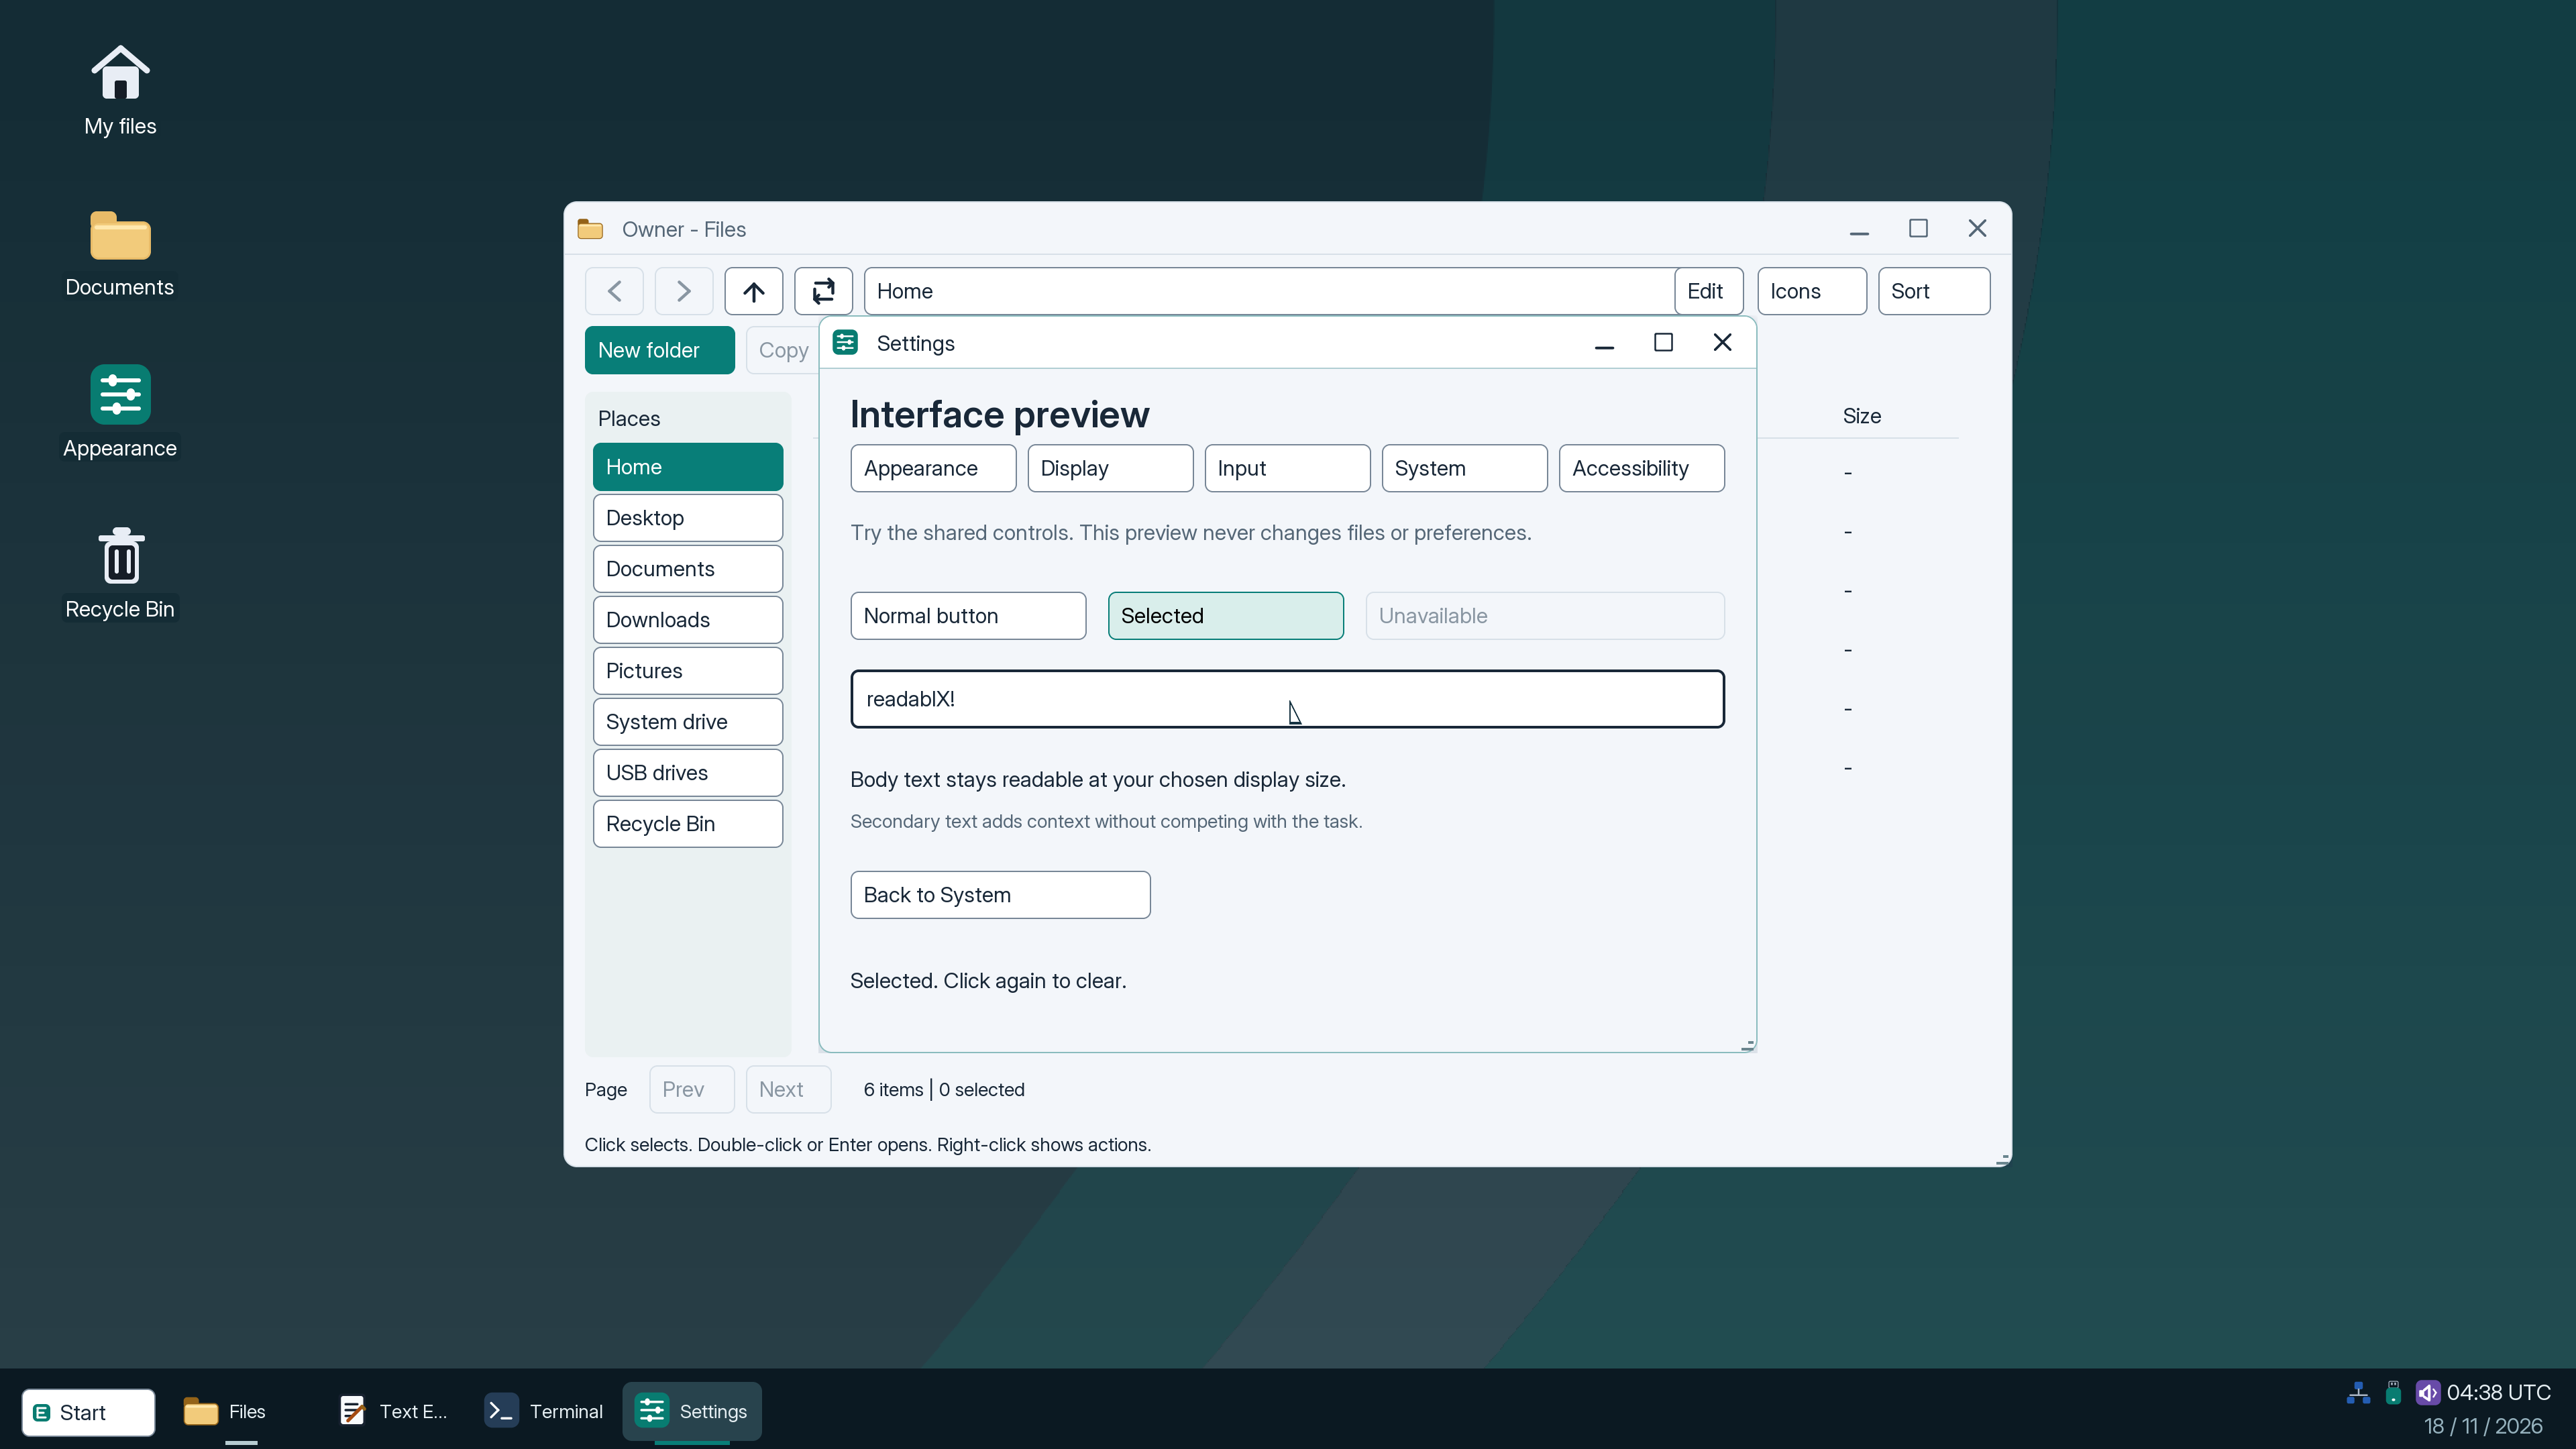 My files
Documents
Appearance
Recycle Bin
Owner - Files
Home
Edit
Icons
Sort
New folder
Copy
Places
Home
Desktop
Documents
Downloads
Pictures
System drive
USB drives
Recycle Bin
Size
-
-
-
-
-
-
Settings
Interface preview
Appearance
Display
Input
System
Accessibility
Try the shared controls. This preview never changes files or preferences.
Normal button
Selected
Unavailable
readablX!
Body text stays readable at your chosen display size.
Secondary text adds context without competing with the task.
Back to System
Selected. Click again to clear.
Page
Prev
Next
6 items | 0 selected
Click selects. Double-click or Enter opens. Right-click shows actions.
Start
Files
Text E...
Terminal
Settings
04:38 UTC
18 / 11 / 2026